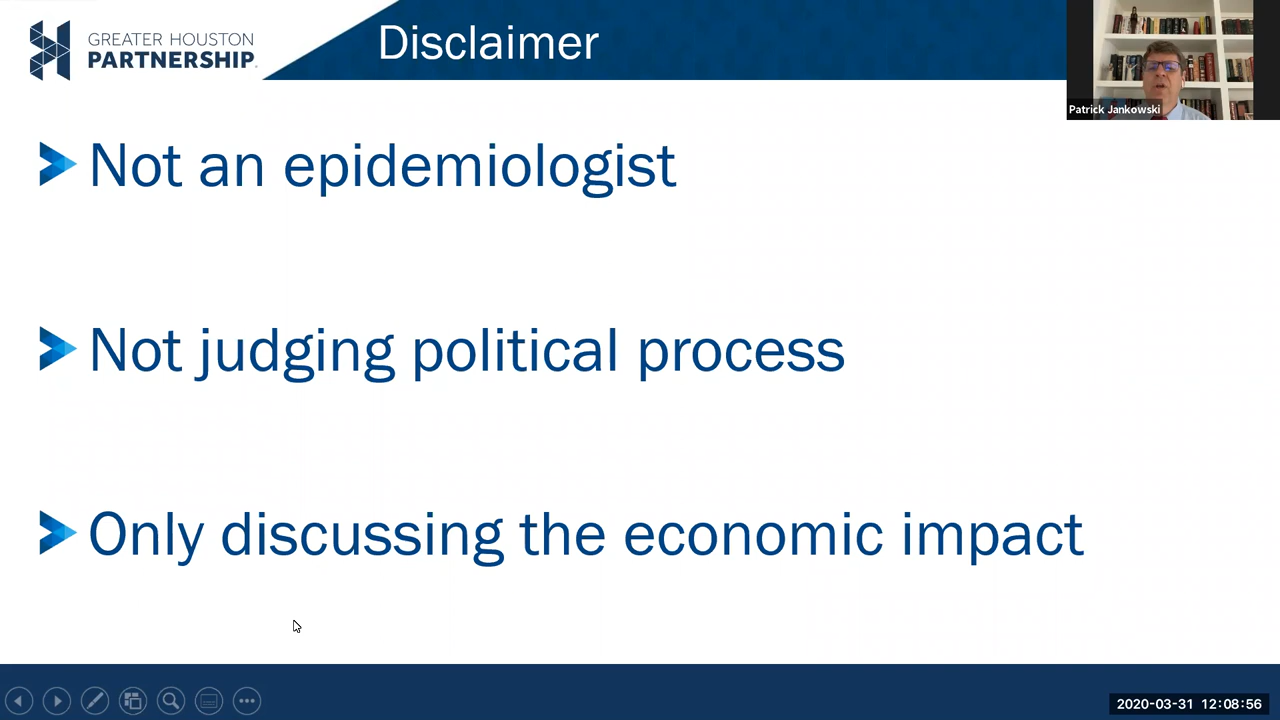 GREATER HOUSTON
PARTNERSHIP
Disclaimer
Patrick Jankowski
Not an epidemiologist
Not judging political process
Only discussing the economic impact
2020-03-31 12:08:56